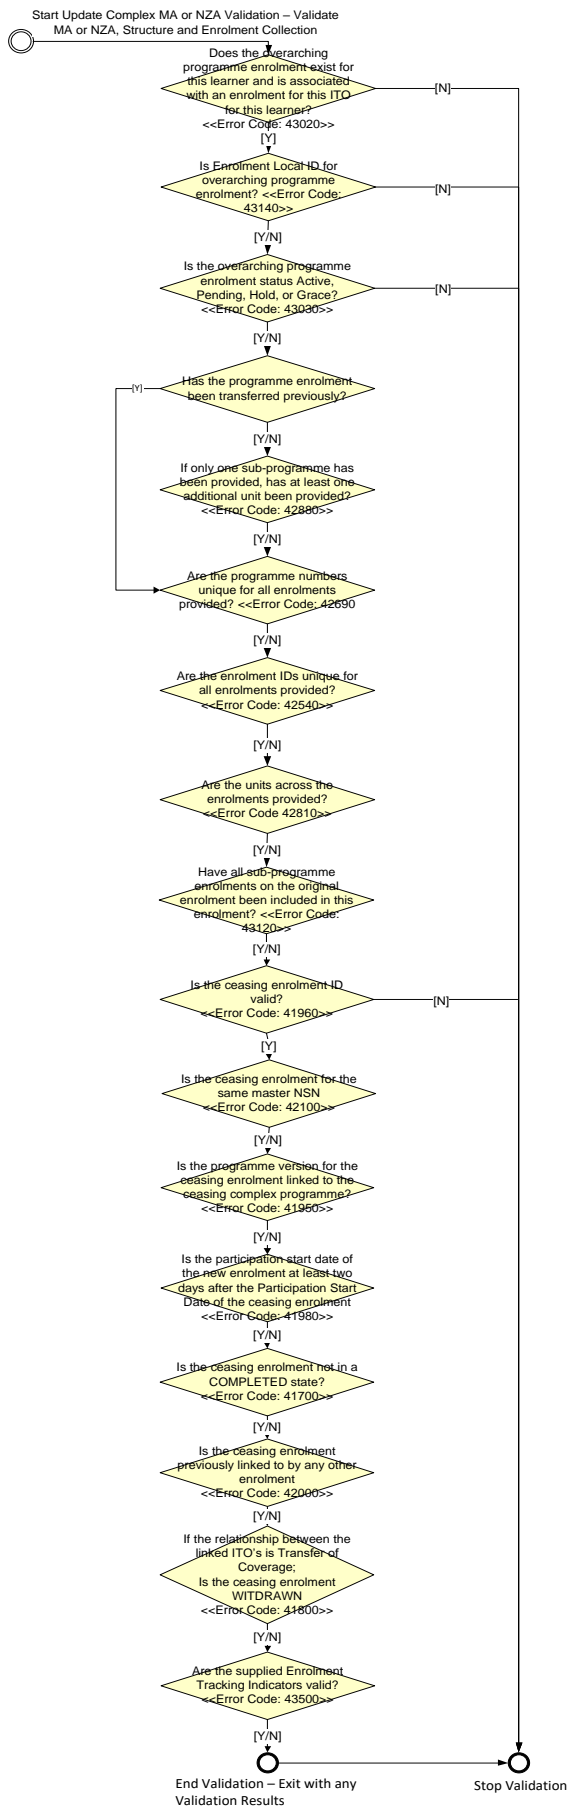 Start Update Complex MA or NZA Validation – Validate
MA or NZA, Structure and Enrolment Collection
Does the overarching
programme enrolment exist for
this learner and is associated
with an enrolment for this ITO
for this learner?
<<Error Code: 43020>>
[N]
[Y]
Is Enrolment Local ID for
overarching programme
enrolment? <<Error Code:
43140>>
[N]
[Y/N]
Is the overarching programme
enrolment status Active,
Pending, Hold, or Grace?
<<Error Code: 43030>>
[N]
[Y/N]
Has the programme enrolment
been transferred previously?
[Y]
[Y/N]
If only one sub-programme has
been provided, has at least one
additional unit been provided?
<<Error Code: 42880>>
[Y/N]
Are the programme numbers
unique for all enrolments
provided? <<Error Code: 42690
[Y/N]
Are the enrolment IDs unique for
all enrolments provided?
<<Error Code: 42540>>
[Y/N]
Are the units across the
enrolments provided?
<<Error Code 42810>>
[Y/N]
Have all sub-programme
enrolments on the original
enrolment been included in this
enrolment? <<Error Code:
43120>>
[Y/N]
Is the ceasing enrolment ID
valid?
<<Error Code: 41960>>
[N]
[Y]
Is the ceasing enrolment for the
same master NSN
<<Error Code: 42100>>
[Y/N]
Is the programme version for the
ceasing enrolment linked to the
ceasing complex programme?
<<Error Code: 41950>>
[Y/N]
Is the participation start date of
the new enrolment at least two
days after the Participation Start
Date of the ceasing enrolment
<<Error Code: 41980>>
[Y/N]
Is the ceasing enrolment not in a
COMPLETED state?
<<Error Code: 41700>>
[Y/N]
Is the ceasing enrolment
previously linked to by any other
enrolment
<<Error Code: 42000>>
[Y/N]
If the relationship between the
linked ITO's is Transfer of
Coverage;
Is the ceasing enrolment
WITDRAWN
<<Error Code: 41800>>
[Y/N]
Are the supplied Enrolment
Tracking Indicators valid?
<<Error Code: 43500>>
[Y/N]
End Validation – Exit with any
Validation Results
Stop Validation